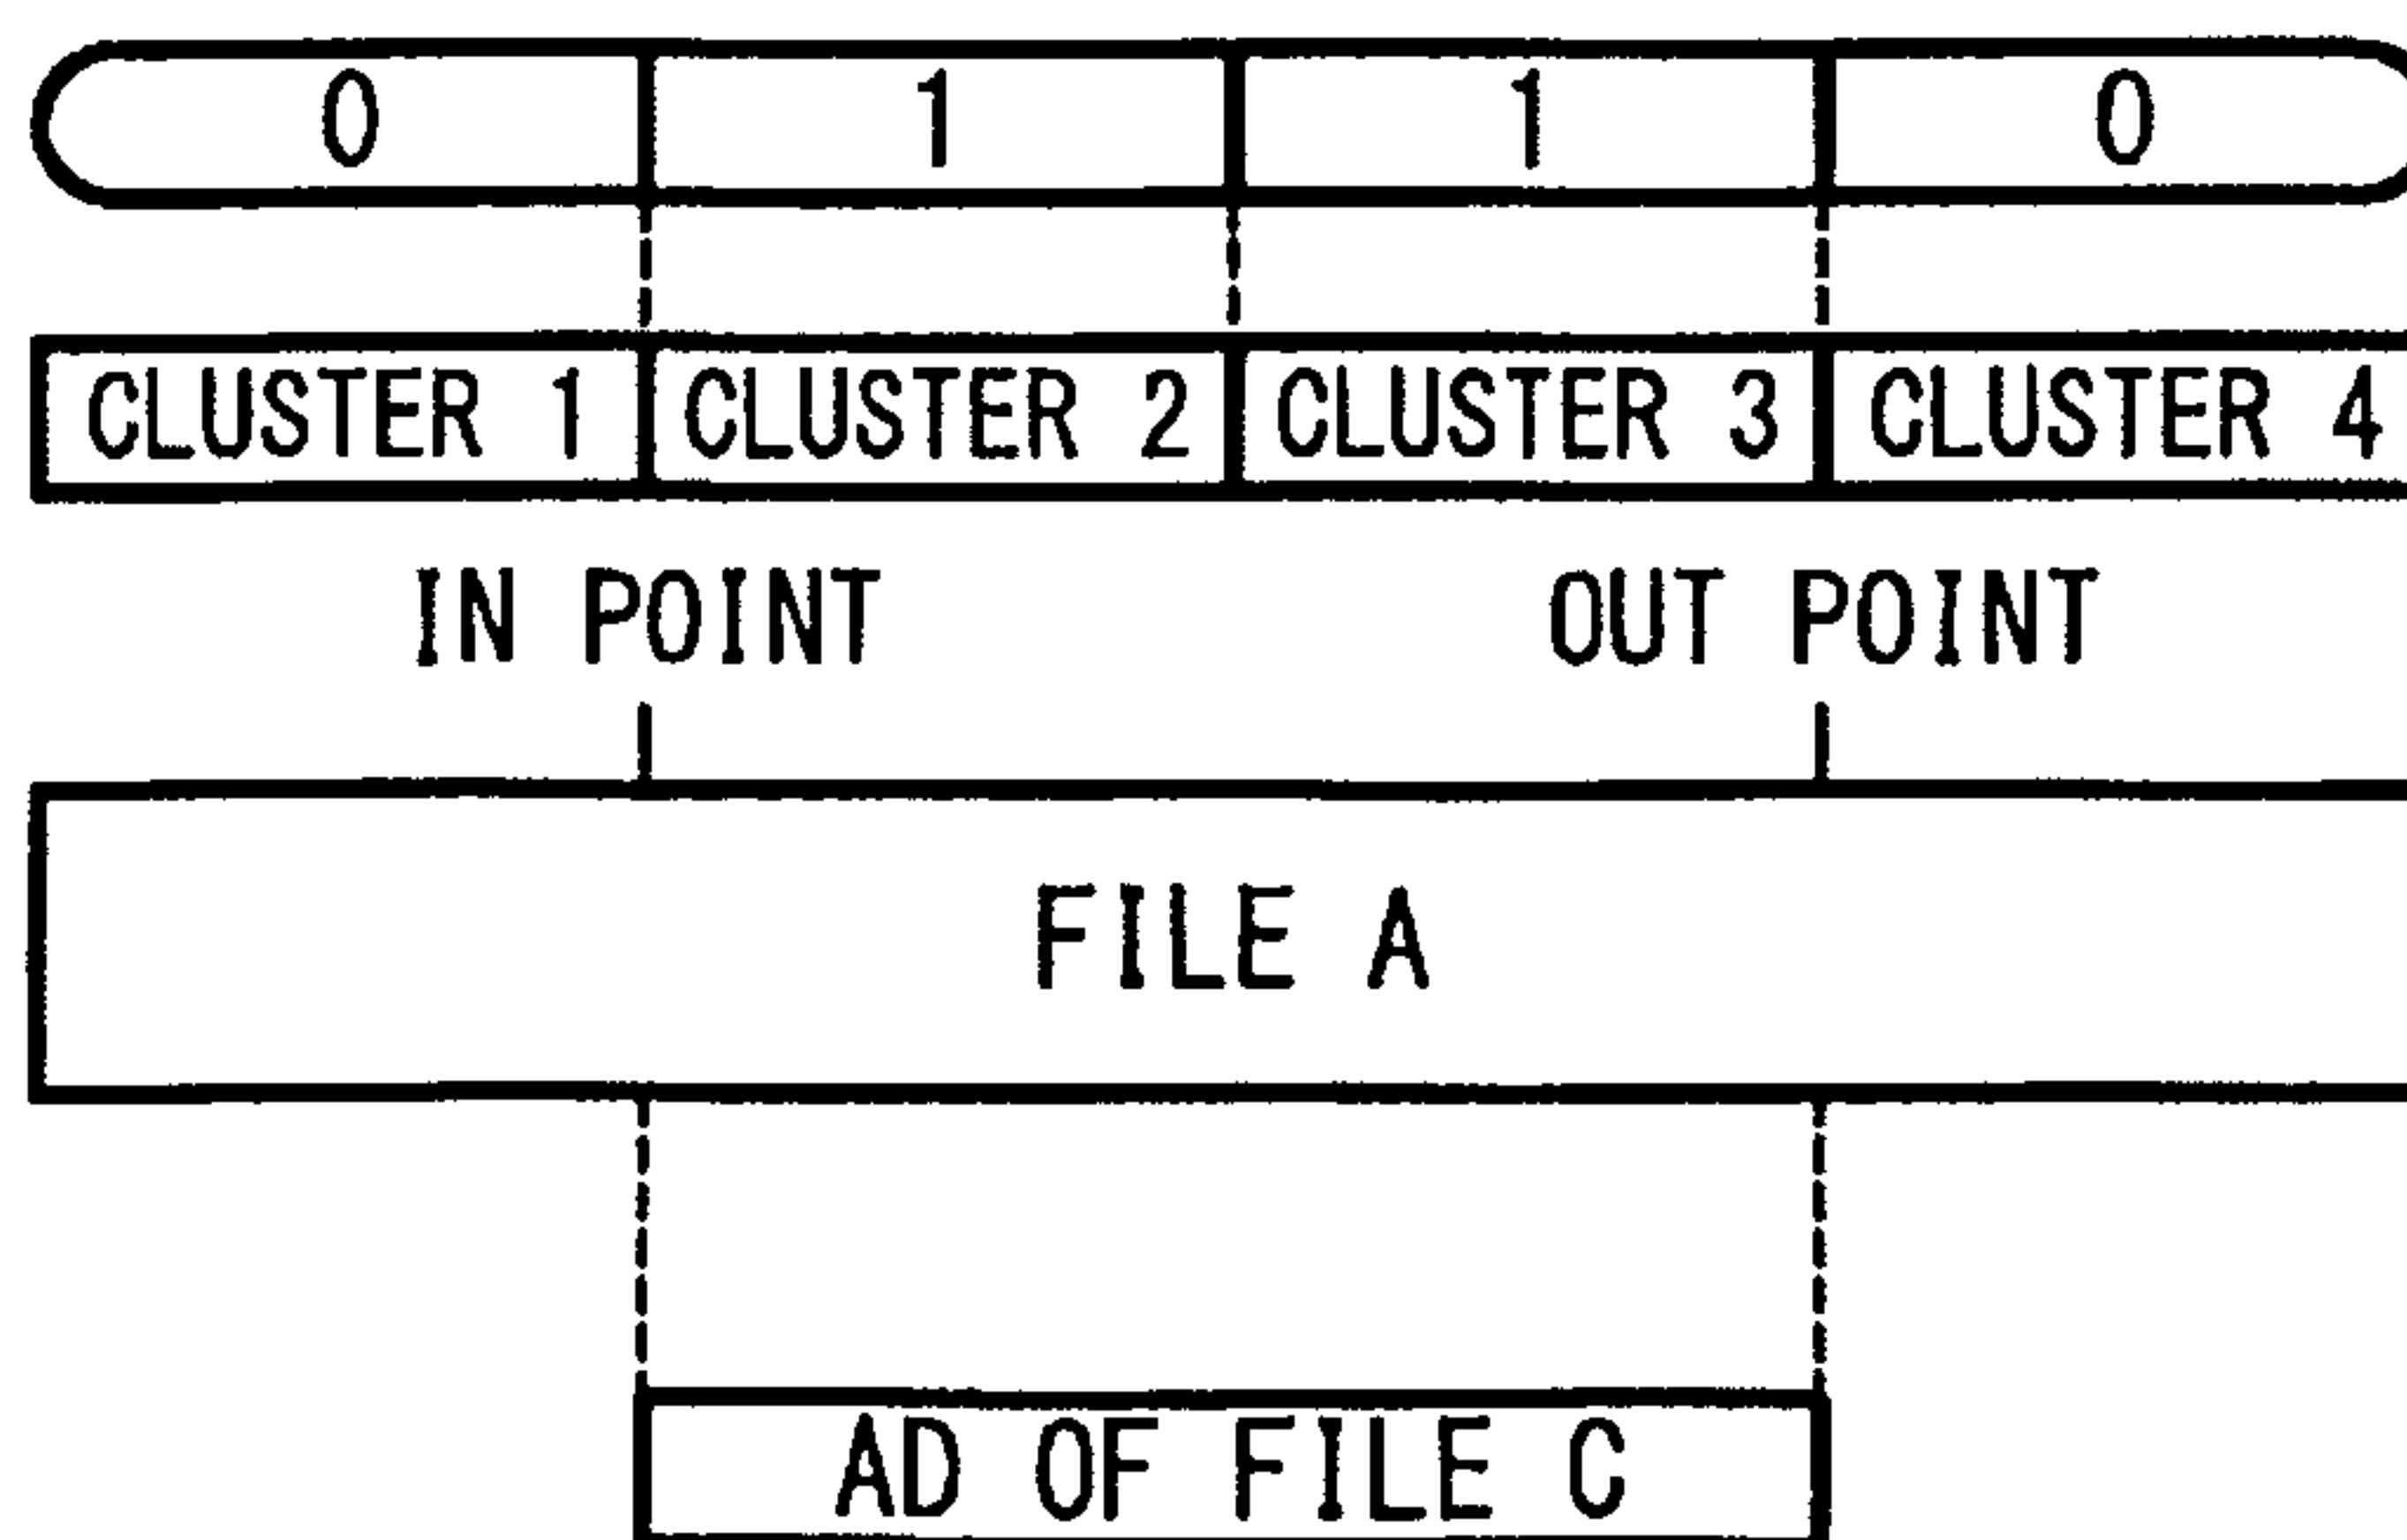 0 1 1 0
CLUSTER 1 CLUSTER 2 CLUSTER 3 CLUSTER 4
IN POINT OUT POINT
FILE A
AD OF FILE C